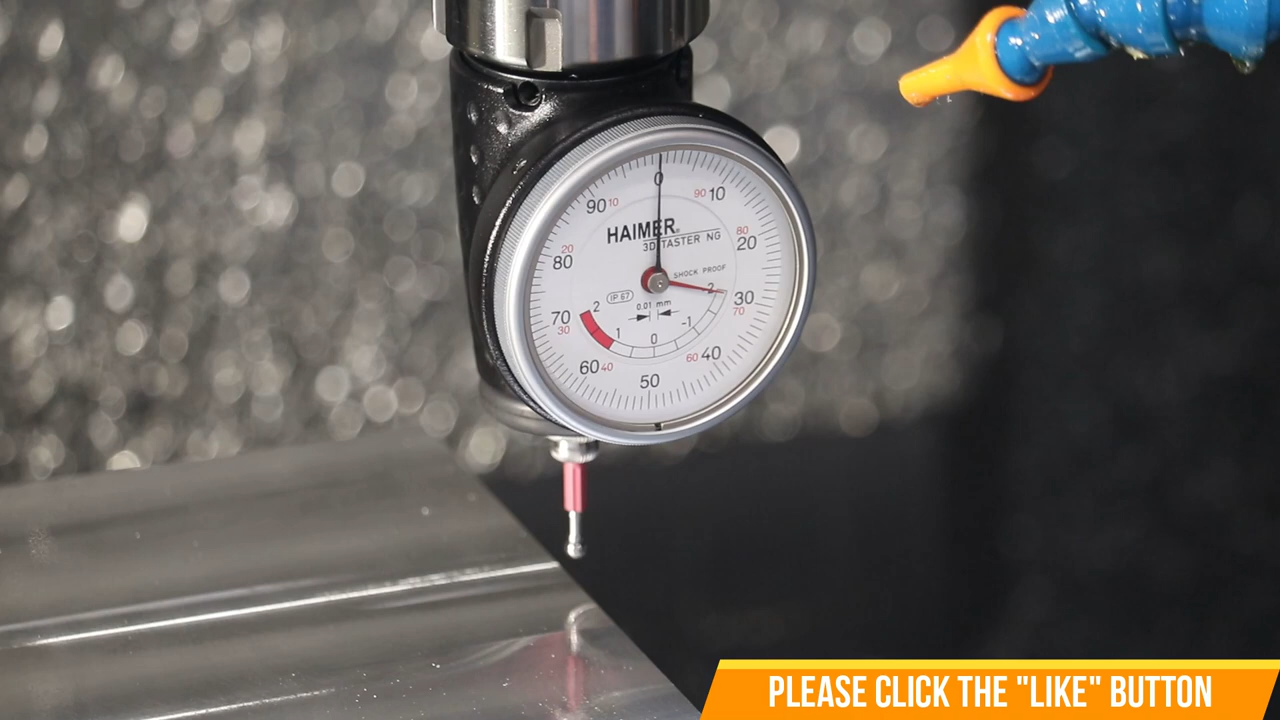 0
90 10
10 90
20 80
80 20
HAIMER®
3D TASTER NG
SHOCK PROOF
IP 67
0.01 mm
2 1 0 -1 -2
70 30
30 70
60 40
60 40
50
PLEASE CLICK THE "LIKE" BUTTON